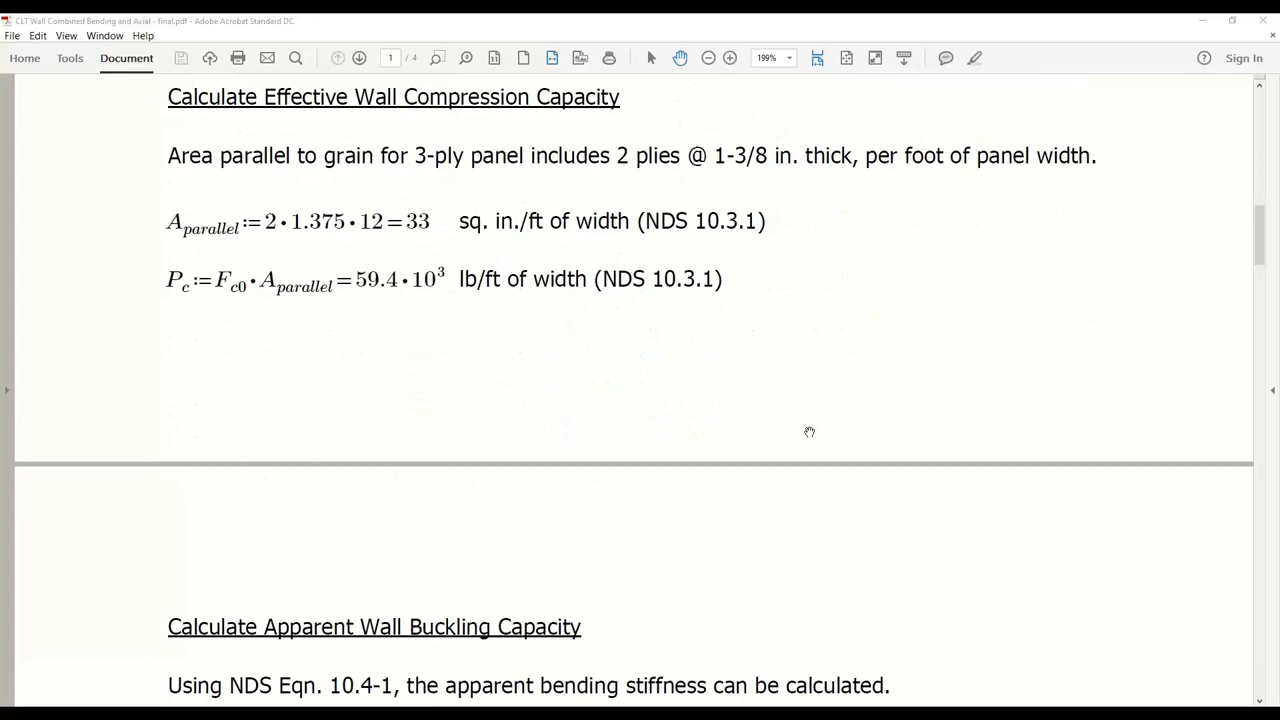 CLT Wall Combined Bending and Axial - final.pdf - Adobe Acrobat Standard DC
File Edit View Window Help
Home Tools Document 1 / 4 199% Sign In
Calculate Effective Wall Compression Capacity
Area parallel to grain for 3-ply panel includes 2 plies @ 1-3/8 in. thick, per foot of panel width.
A_parallel := 2 • 1.375 • 12 = 33 sq. in./ft of width (NDS 10.3.1)
P_c := F_c0 • A_parallel = 59.4 • 10³ lb/ft of width (NDS 10.3.1)
Calculate Apparent Wall Buckling Capacity
Using NDS Eqn. 10.4-1, the apparent bending stiffness can be calculated.